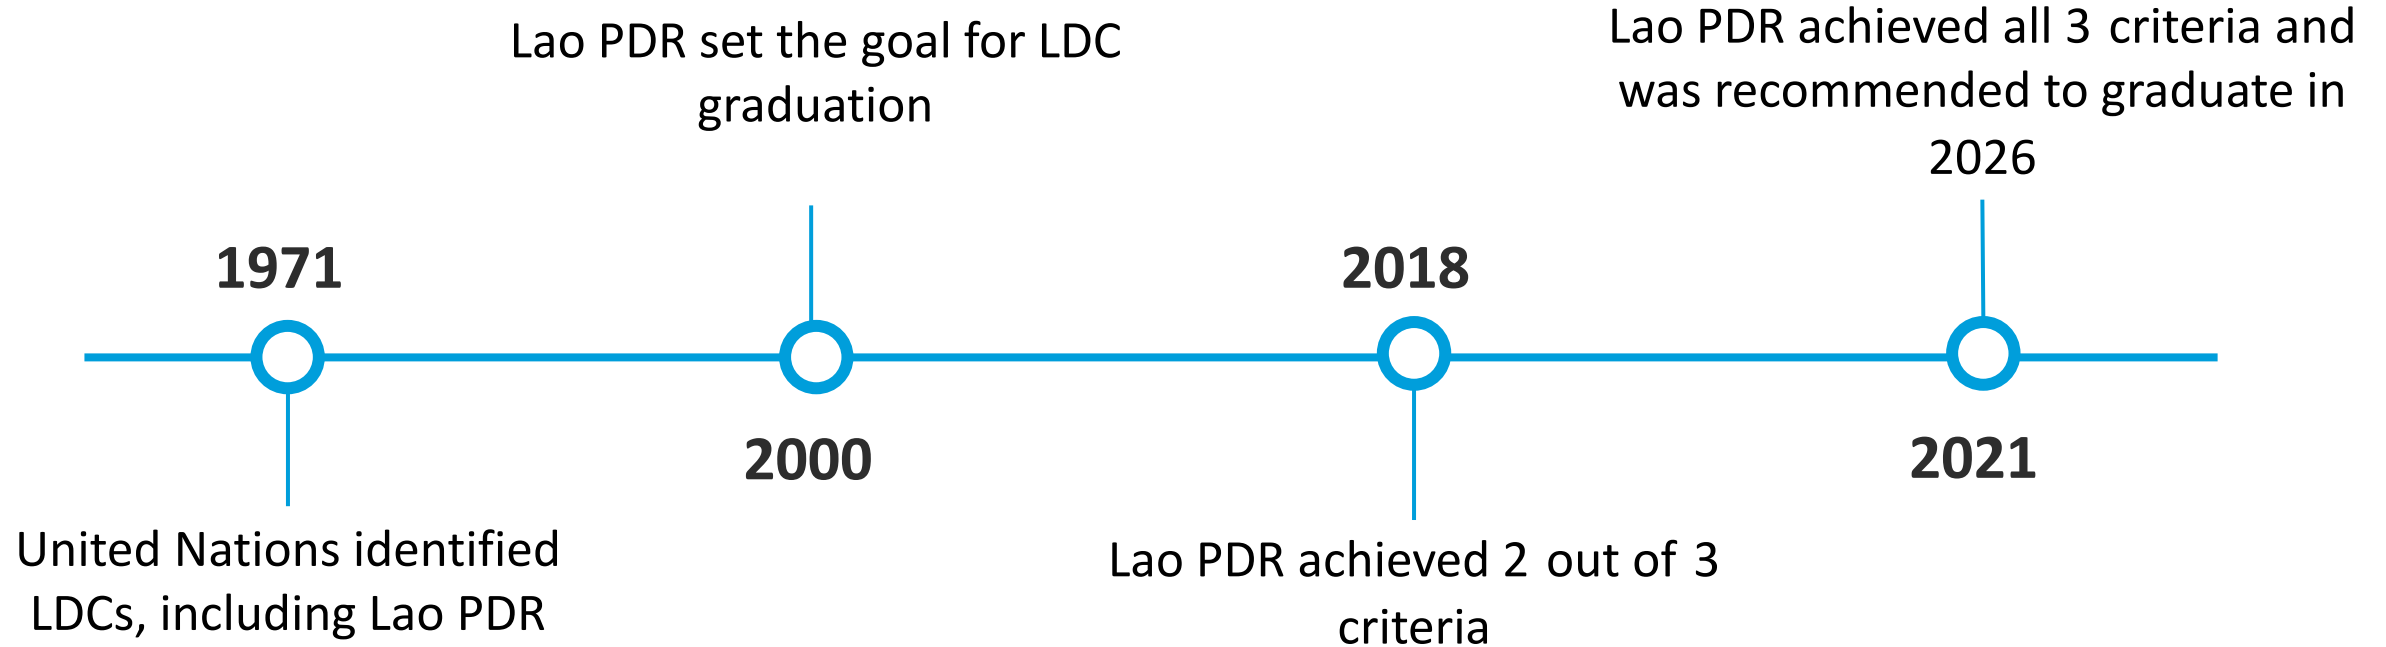 1971
United Nations identified
LDCs, including Lao PDR
Lao PDR set the goal for LDC
graduation
2000
2018
Lao PDR achieved 2 out of 3
criteria
Lao PDR achieved all 3 criteria and
was recommended to graduate in
2026
2021